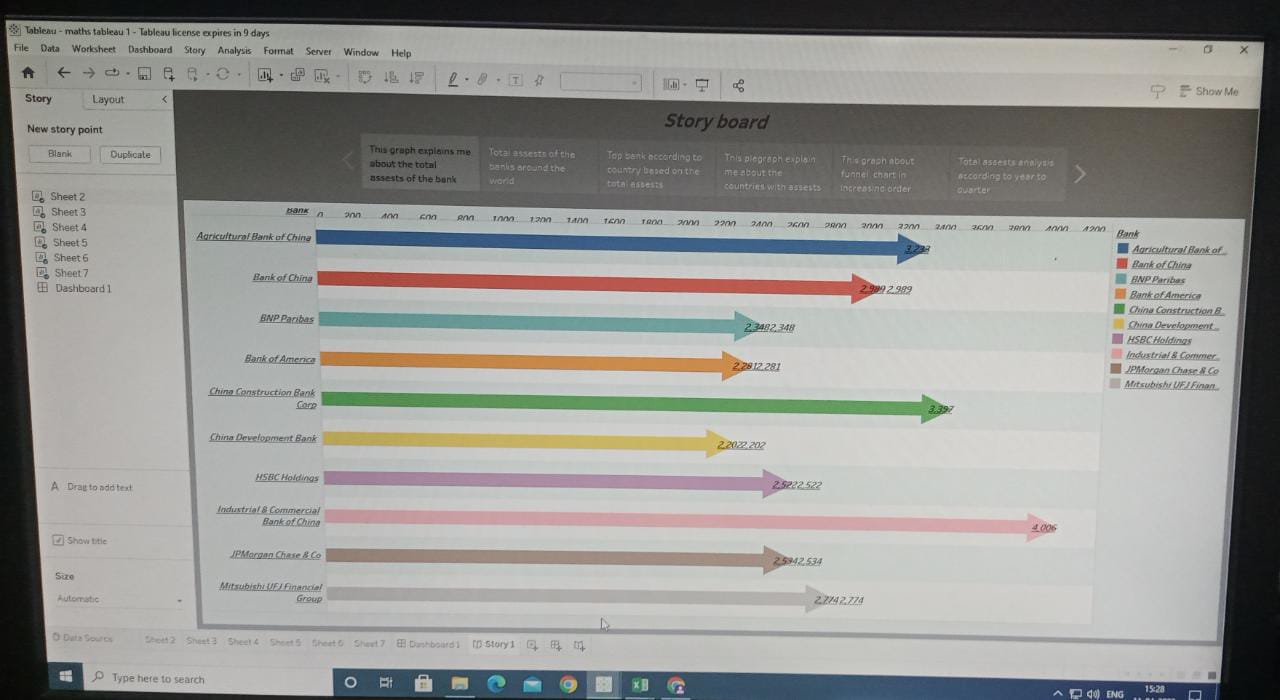 Tableau - maths tableau 1 - Tableau license expires in 9 days
File Data Worksheet Dashboard Story Analysis Format Server Window Help
Show Me
Story Layout
New story point
Blank Duplicate
Sheet 2
Sheet 3
Sheet 4
Sheet 5
Sheet 6
Sheet 7
Dashboard 1
A Drag to add text
Show title
Size
Automatic
Story board
This graph explains me
about the total
assests of the bank
Total assests of the
banks around the
world
Top bank according to
country based on the
total assests
This piegraph explain
me about the
countries with assests
This graph about
funnel chart in
increasing order
Total assests analysis
according to year to
quarter
Bank 0 200 400 600 800 1000 1200 1400 1600 1800 2000 2200 2400 2600 2800 3000 3200 3400 3600 3800 4000 4200
Agricultural Bank of China 3,233
Bank of China 2,989 2,989
BNP Paribas 2,348 2,348
Bank of America 2,281 2,281
China Construction Bank
Corp 3,397
China Development Bank 2,202 2,202
HSBC Holdings 2,522 2,522
Industrial & Commercial
Bank of China 4,006
JPMorgan Chase & Co 2,534 2,534
Mitsubishi UFJ Financial
Group 2,774 2,774
Bank
Agricultural Bank of..
Bank of China
BNP Paribas
Bank of America
China Construction B..
China Development ..
HSBC Holdings
Industrial & Commer..
JPMorgan Chase & Co
Mitsubishi UFJ Finan..
Data Source Sheet 2 Sheet 3 Sheet 4 Sheet 5 Sheet 6 Sheet 7 Dashboard 1 Story 1
Type here to search
ENG
15:28